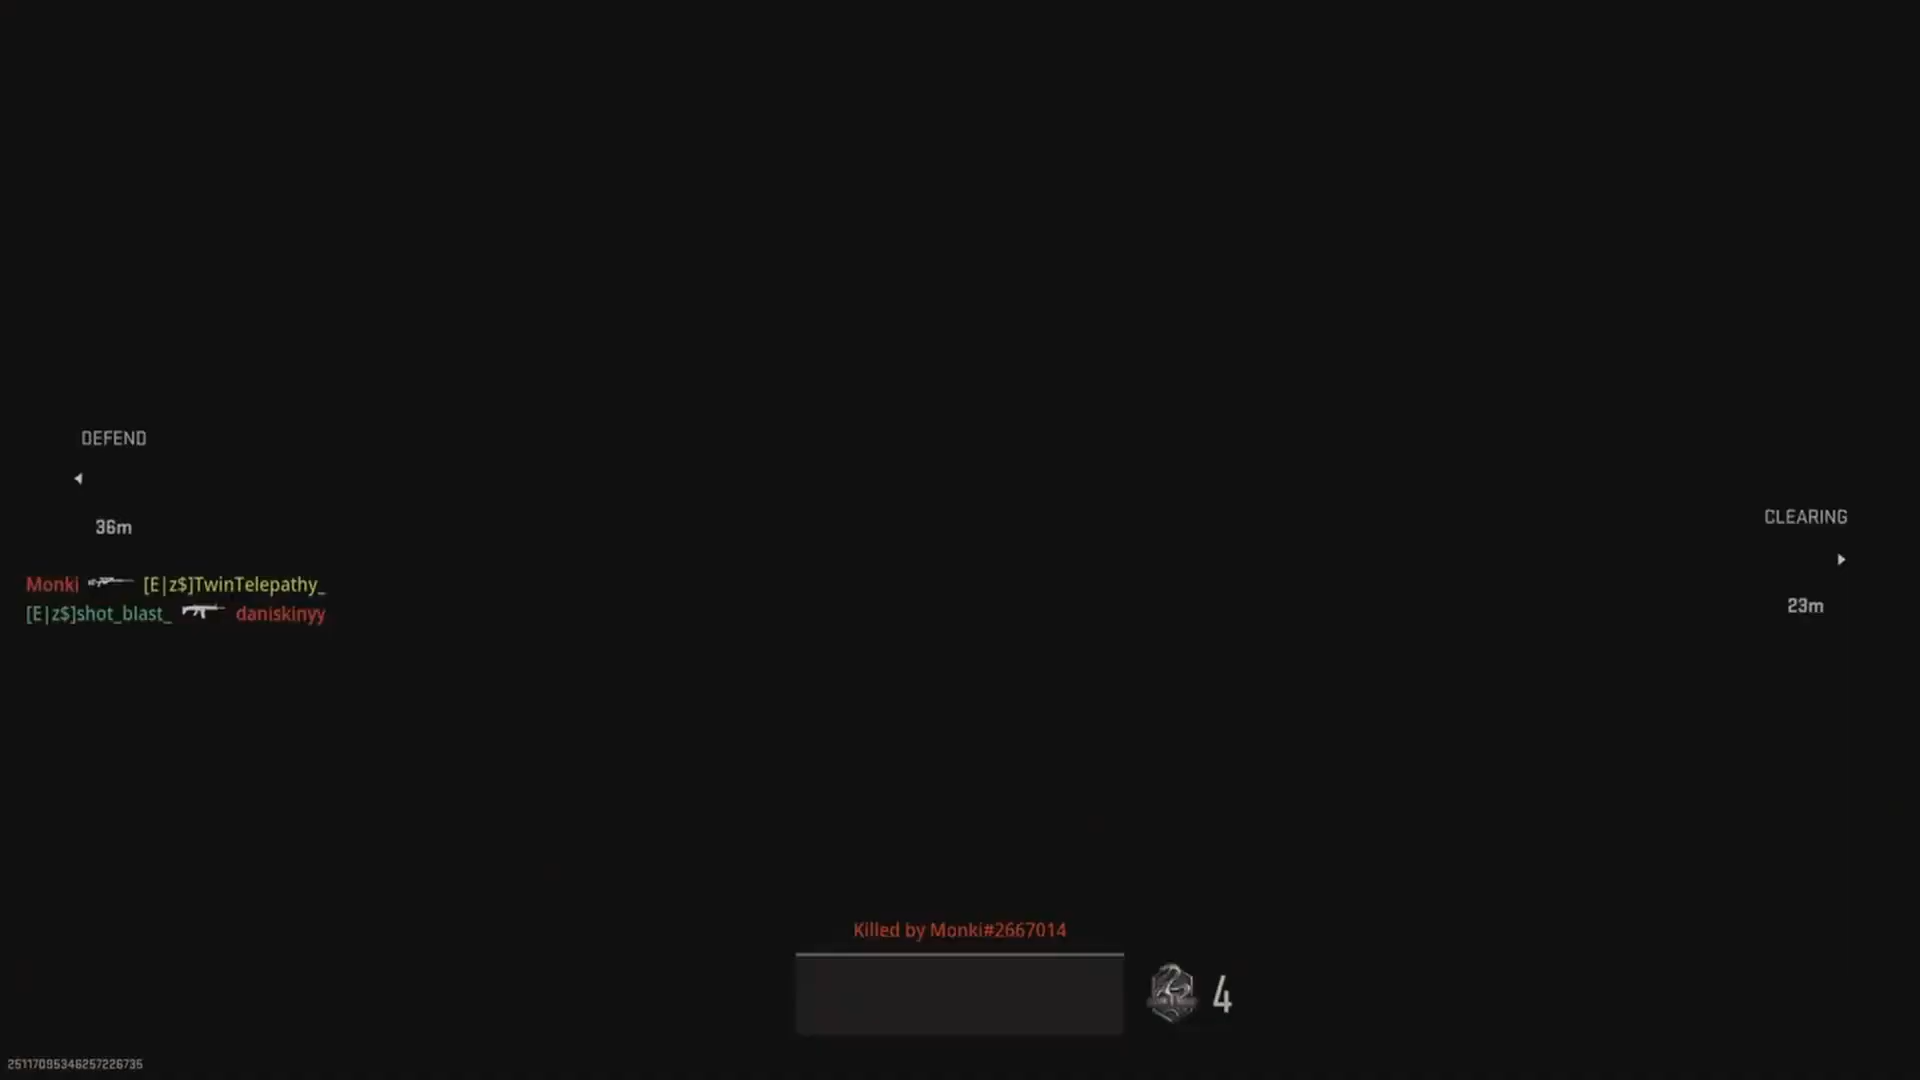 DEFEND
36m
CLEARING
23m
Monki [E|z$]TwinTelepathy_
[E|z$]shot_blast_ daniskinyy
Killed by Monki#2667014
4
25117095346257226735